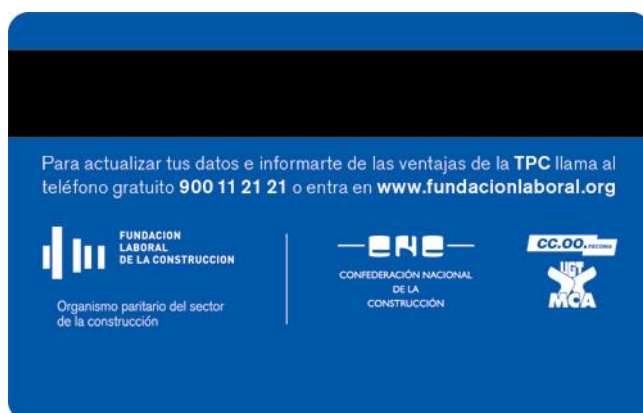 Para actualizar tus datos e informarte de las ventajas de la TPC llama al
teléfono gratuito 900 11 21 21 o entra en www.fundacionlaboral.org
FUNDACION
LABORAL
DE LA CONSTRUCCION
Organismo paritario del sector
de la construcción
CNC
CONFEDERACIÓN NACIONAL
DE LA
CONSTRUCCIÓN
CC.OO.FECOMA
UGT
MCA